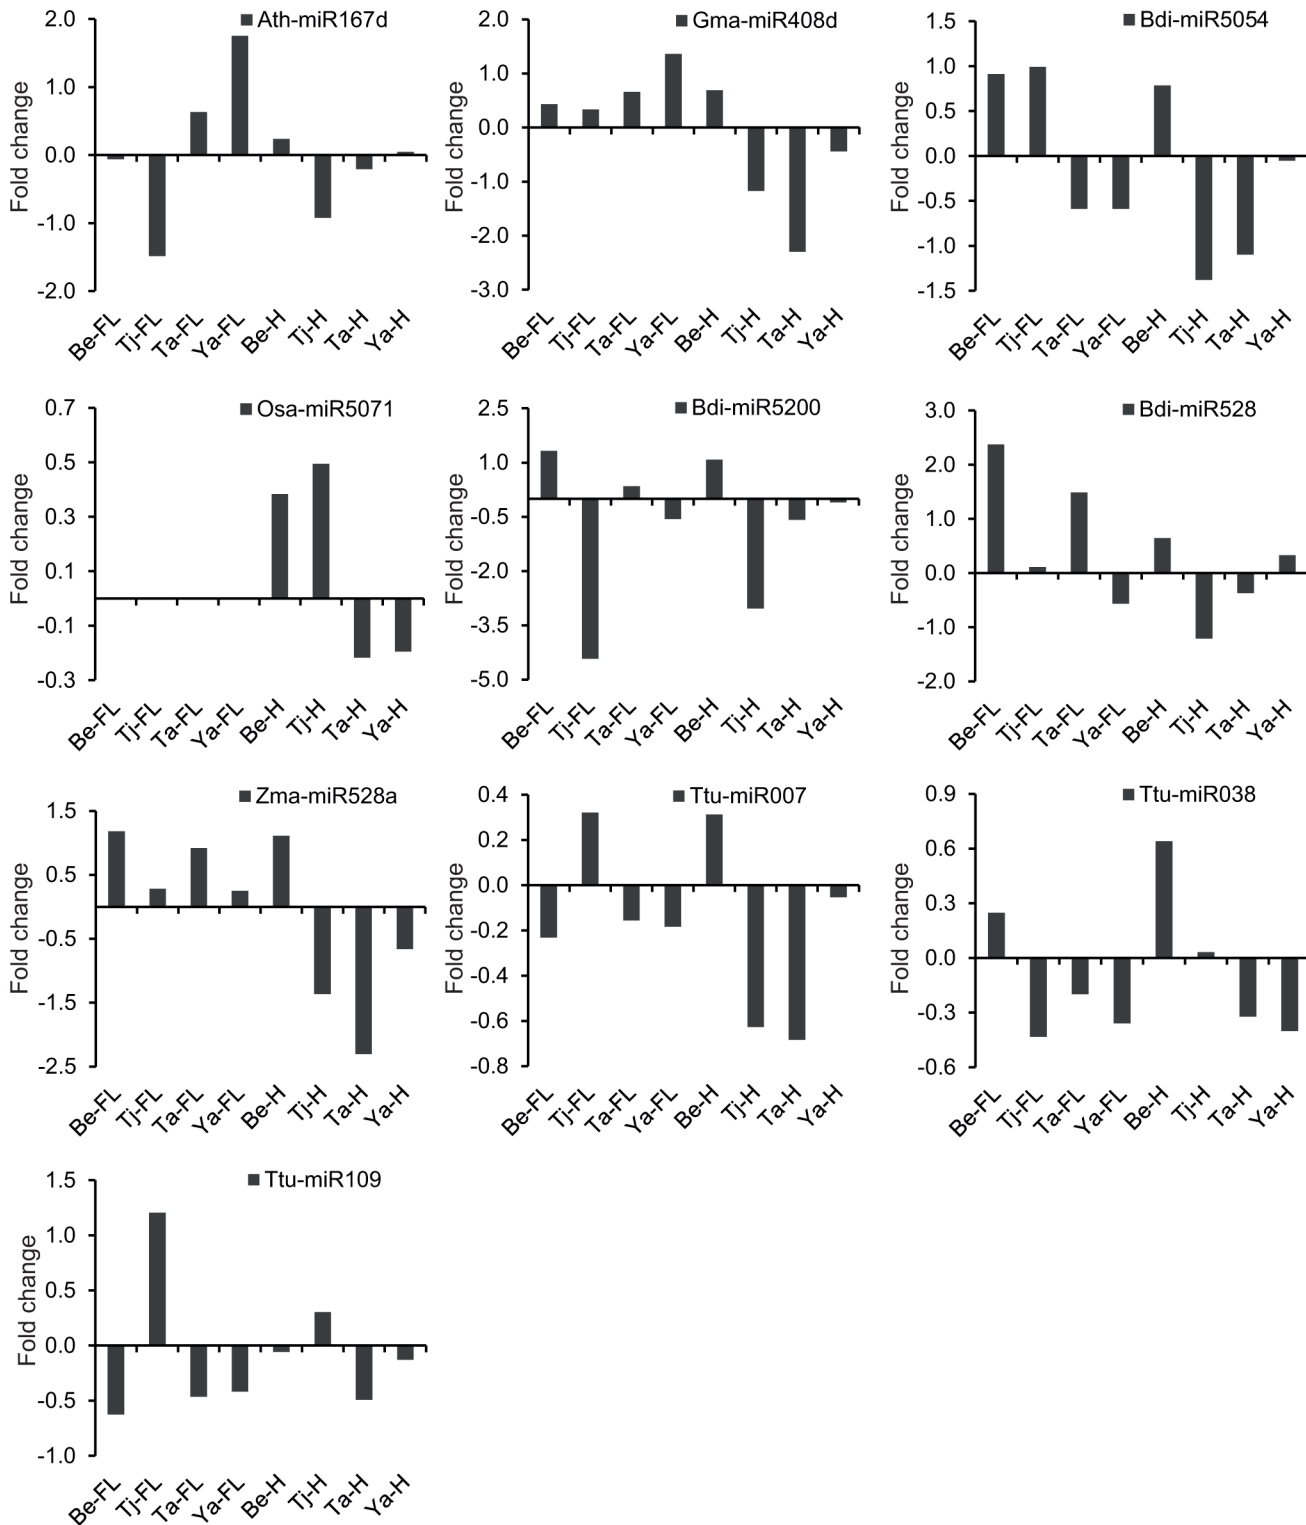 Ath-miR167d
2.0
1.0
0.0
-1.0
-2.0
Fold change
Be-FL
Tj-FL
Ta-FL
Ya-FL
Be-H
Tj-H
Ta-H
Ya-H
Gma-miR408d
2.0
1.0
0.0
-1.0
-2.0
-3.0
Fold change
Be-FL
Tj-FL
Ta-FL
Ya-FL
Be-H
Tj-H
Ta-H
Ya-H
Bdi-miR5054
1.5
1.0
0.5
0.0
-0.5
-1.0
-1.5
Fold change
Be-FL
Tj-FL
Ta-FL
Ya-FL
Be-H
Tj-H
Ta-H
Ya-H
Osa-miR5071
0.7
0.5
0.3
0.1
-0.1
-0.3
Fold change
Be-FL
Tj-FL
Ta-FL
Ya-FL
Be-H
Tj-H
Ta-H
Ya-H
Bdi-miR5200
2.5
1.0
-0.5
-2.0
-3.5
-5.0
Fold change
Be-FL
Tj-FL
Ta-FL
Ya-FL
Be-H
Tj-H
Ta-H
Ya-H
Bdi-miR528
3.0
2.0
1.0
0.0
-1.0
-2.0
Fold change
Be-FL
Tj-FL
Ta-FL
Ya-FL
Be-H
Tj-H
Ta-H
Ya-H
Zma-miR528a
1.5
0.5
-0.5
-1.5
-2.5
Fold change
Be-FL
Tj-FL
Ta-FL
Ya-FL
Be-H
Tj-H
Ta-H
Ya-H
Ttu-miR007
0.4
0.2
0.0
-0.2
-0.4
-0.6
-0.8
Fold change
Be-FL
Tj-FL
Ta-FL
Ya-FL
Be-H
Tj-H
Ta-H
Ya-H
Ttu-miR038
0.9
0.6
0.3
0.0
-0.3
-0.6
Fold change
Be-FL
Tj-FL
Ta-FL
Ya-FL
Be-H
Tj-H
Ta-H
Ya-H
Ttu-miR109
1.5
1.0
0.5
0.0
-0.5
-1.0
Fold change
Be-FL
Tj-FL
Ta-FL
Ya-FL
Be-H
Tj-H
Ta-H
Ya-H